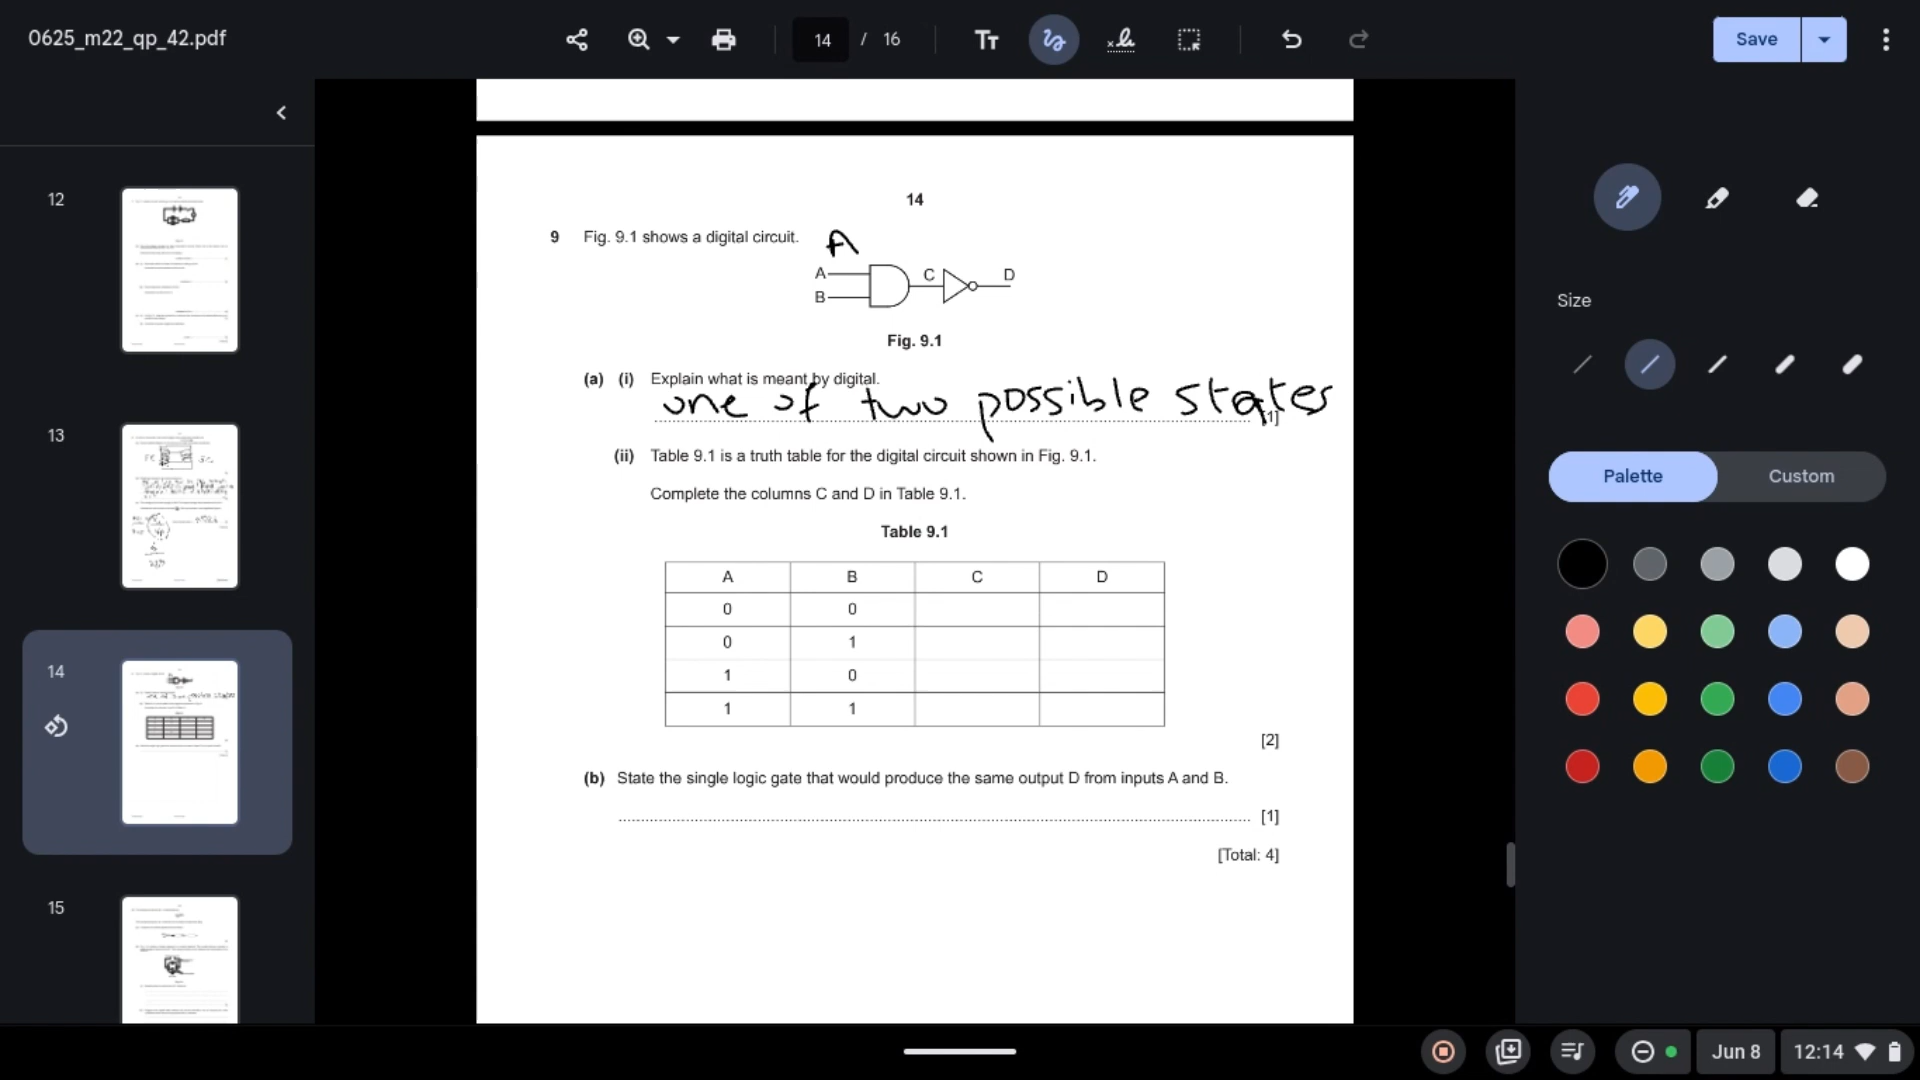 0625_m22_qp_42.pdf
14 / 16
Save
12
13
14
15
14
9 Fig. 9.1 shows a digital circuit.
A
A
B
C
D
Fig. 9.1
(a) (i) Explain what is meant by digital.
one of two possible states
[1]
(ii) Table 9.1 is a truth table for the digital circuit shown in Fig. 9.1.
Complete the columns C and D in Table 9.1.
Table 9.1
A B C D
0 0
0 1
1 0
1 1
[2]
(b) State the single logic gate that would produce the same output D from inputs A and B.
[1]
[Total: 4]
Size
Palette
Custom
Jun 8
12:14